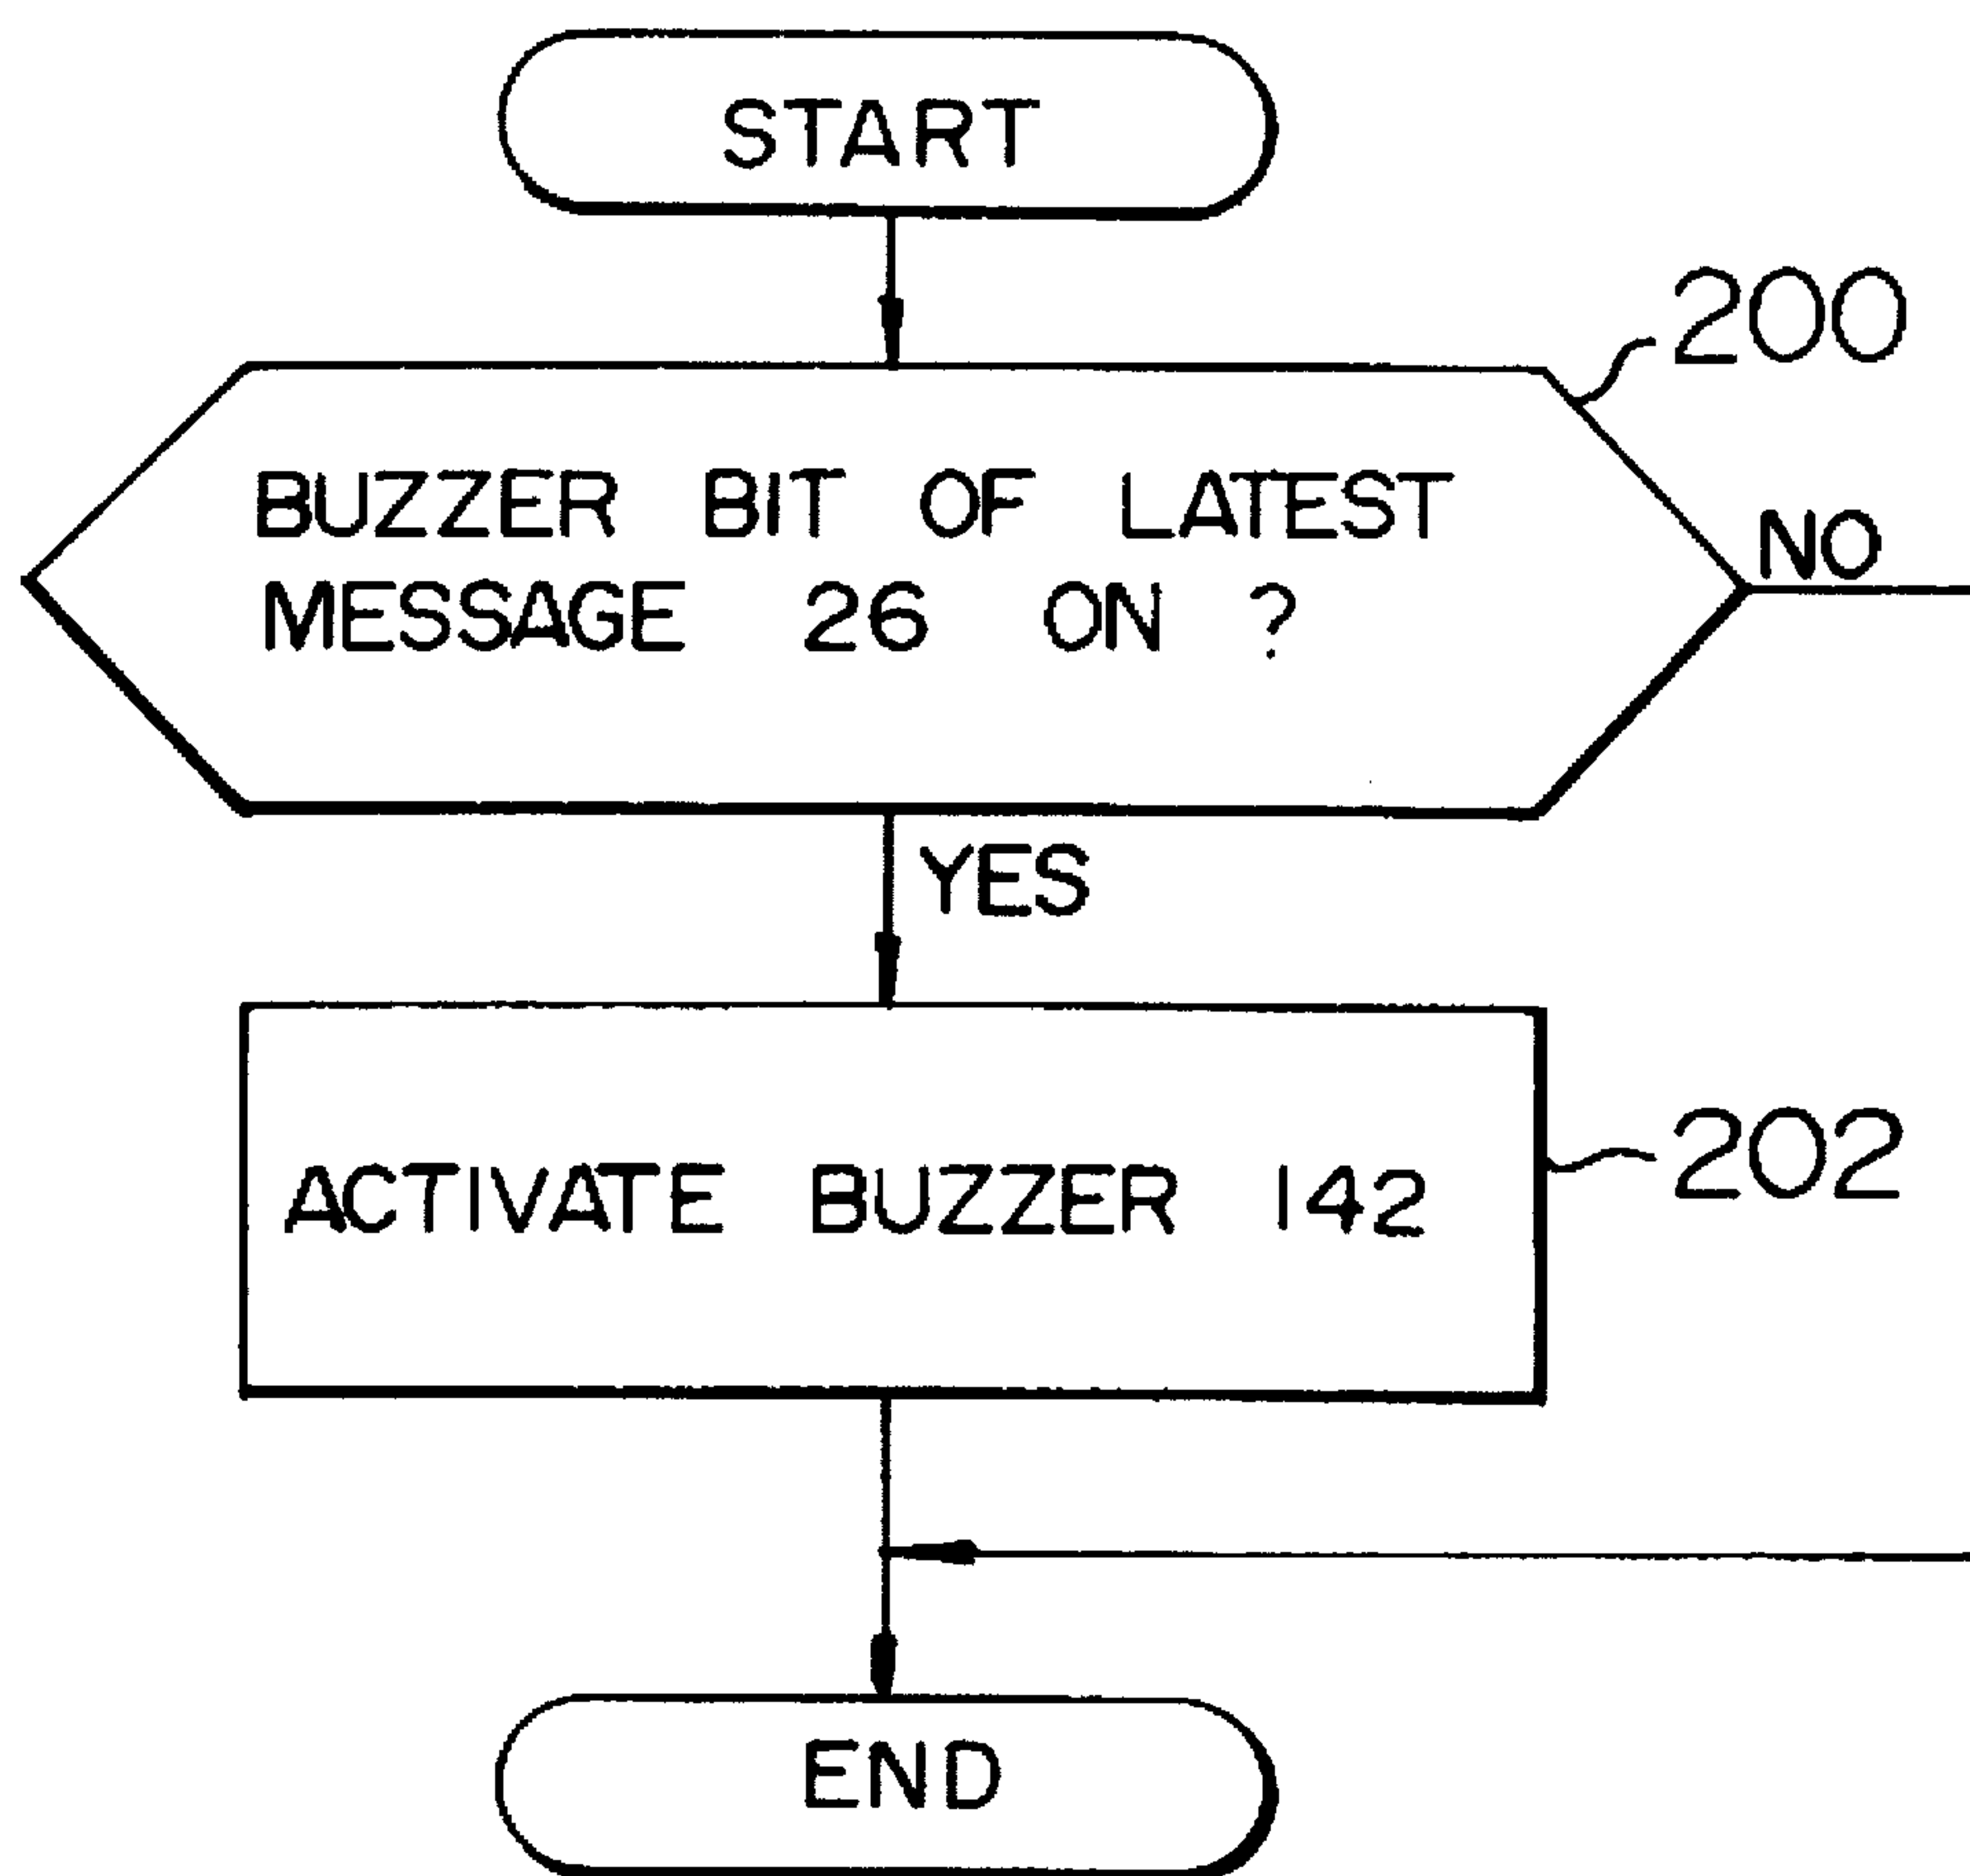 START
200
BUZZER BIT OF LATEST
MESSAGE 26 ON ?
NO
YES
ACTIVATE BUZZER 142
202
END